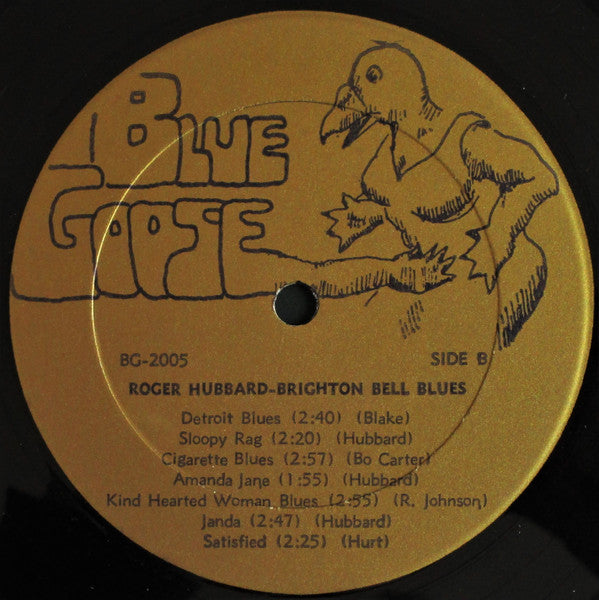 BLUE
GOOSE
BG-2005 SIDE B
ROGER HUBBARD-BRIGHTON BELL BLUES
Detroit Blues (2:40) (Blake)
Sloopy Rag (2:20) (Hubbard)
Cigarette Blues (2:57) (Bo Carter)
Amanda Jane (1:55) (Hubbard)
Kind Hearted Woman Blues (2:55) (R. Johnson)
Janda (2:47) (Hubbard)
Satisfied (2:25) (Hurt)